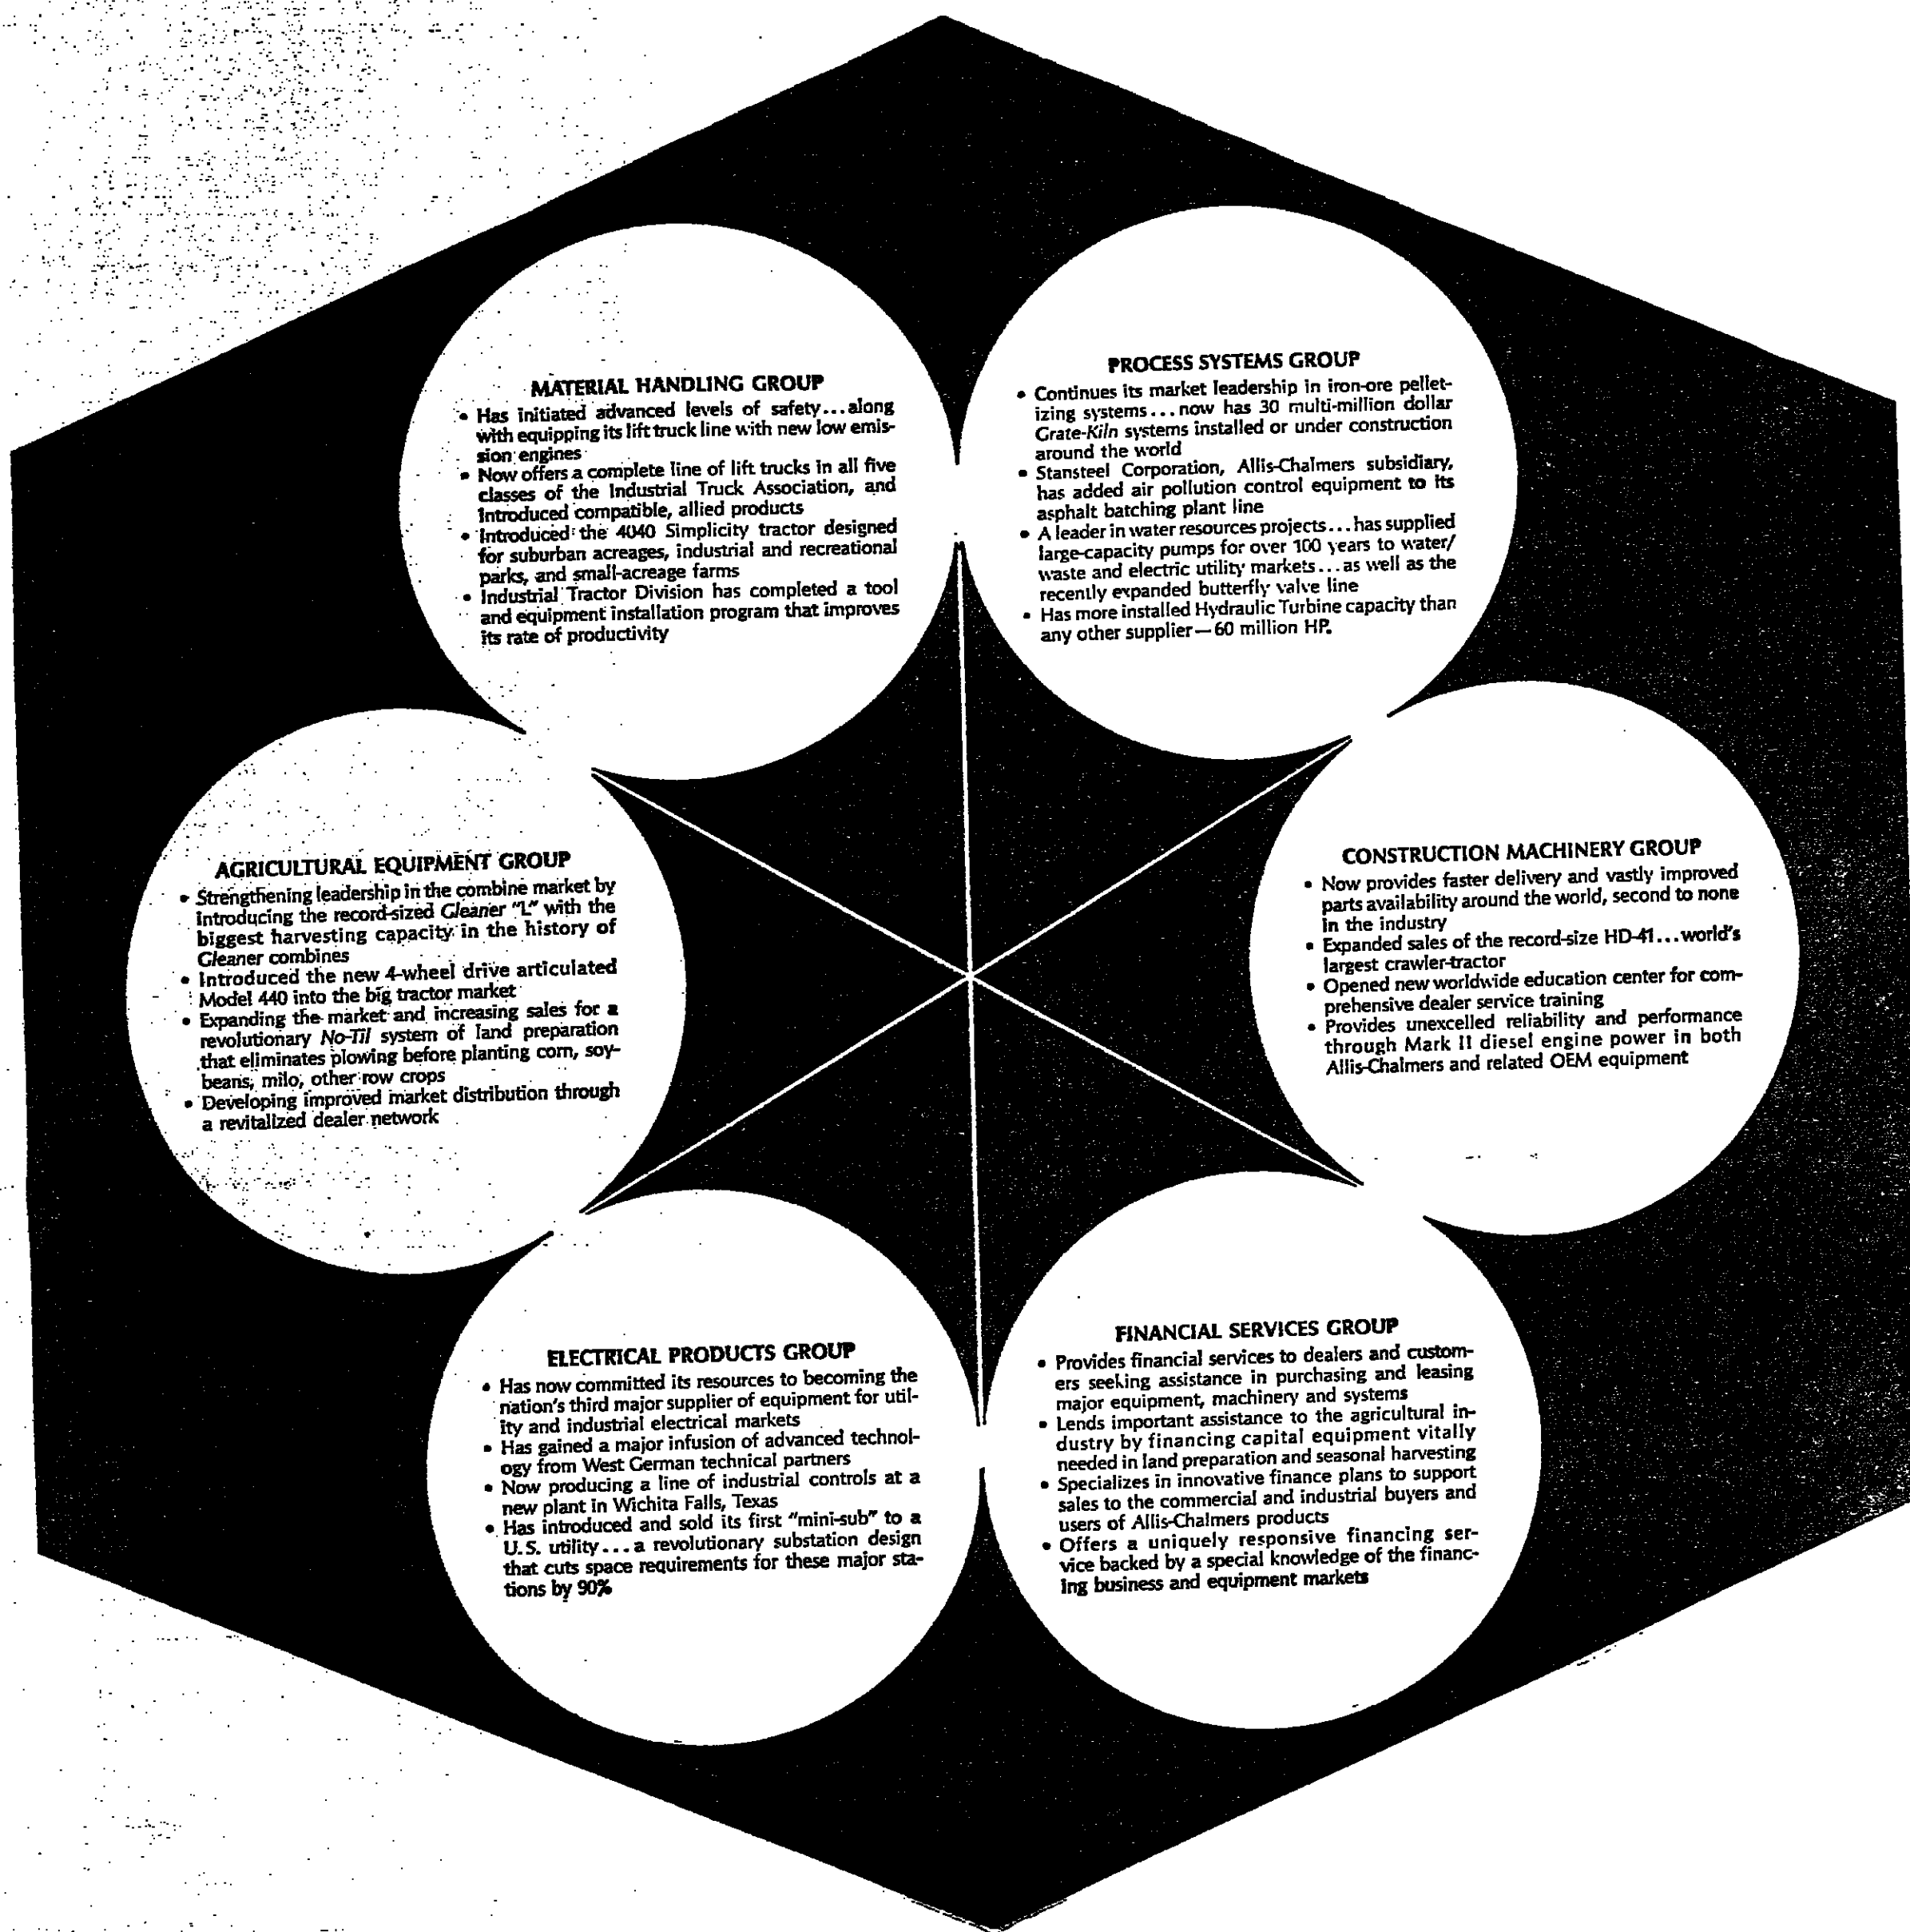 MATERIAL HANDLING GROUP
• Has initiated advanced levels of safety...along
with equipping its lift truck line with new low emis-
sion engines
• Now offers a complete line of lift trucks in all five
classes of the Industrial Truck Association, and
introduced compatible, allied products
• Introduced the 4040 Simplicity tractor designed
for suburban acreages, industrial and recreational
parks, and small-acreage farms
• Industrial Tractor Division has completed a tool
and equipment installation program that improves
its rate of productivity
PROCESS SYSTEMS GROUP
• Continues its market leadership in iron-ore pellet-
izing systems...now has 30 multi-million dollar
Grate-Kiln systems installed or under construction
around the world
• Stansteel Corporation, Allis-Chalmers subsidiary,
has added air pollution control equipment to its
asphalt batching plant line
• A leader in water resources projects...has supplied
large-capacity pumps for over 100 years to water/
waste and electric utility markets...as well as the
recently expanded butterfly valve line
• Has more installed Hydraulic Turbine capacity than
any other supplier—60 million HP.
AGRICULTURAL EQUIPMENT GROUP
• Strengthening leadership in the combine market by
introducing the record-sized Gleaner "L" with the
biggest harvesting capacity in the history of
Gleaner combines
• Introduced the new 4-wheel drive articulated
Model 440 into the big tractor market
• Expanding the market and increasing sales for a
revolutionary No-Til system of land preparation
that eliminates plowing before planting corn, soy-
beans, milo, other row crops
• Developing improved market distribution through
a revitalized dealer network
CONSTRUCTION MACHINERY GROUP
• Now provides faster delivery and vastly improved
parts availability around the world, second to none
in the industry
• Expanded sales of the record-size HD-41...world's
largest crawler-tractor
• Opened new worldwide education center for com-
prehensive dealer service training
• Provides unexcelled reliability and performance
through Mark II diesel engine power in both
Allis-Chalmers and related OEM equipment
ELECTRICAL PRODUCTS GROUP
• Has now committed its resources to becoming the
nation's third major supplier of equipment for util-
ity and industrial electrical markets
• Has gained a major infusion of advanced technol-
ogy from West German technical partners
• Now producing a line of industrial controls at a
new plant in Wichita Falls, Texas
• Has introduced and sold its first "mini-sub" to a
U.S. utility...a revolutionary substation design
that cuts space requirements for these major sta-
tions by 90%
FINANCIAL SERVICES GROUP
• Provides financial services to dealers and custom-
ers seeking assistance in purchasing and leasing
major equipment, machinery and systems
• Lends important assistance to the agricultural in-
dustry by financing capital equipment vitally
needed in land preparation and seasonal harvesting
• Specializes in innovative finance plans to support
sales to the commercial and industrial buyers and
users of Allis-Chalmers products
• Offers a uniquely responsive financing ser-
vice backed by a special knowledge of the financ-
ing business and equipment markets